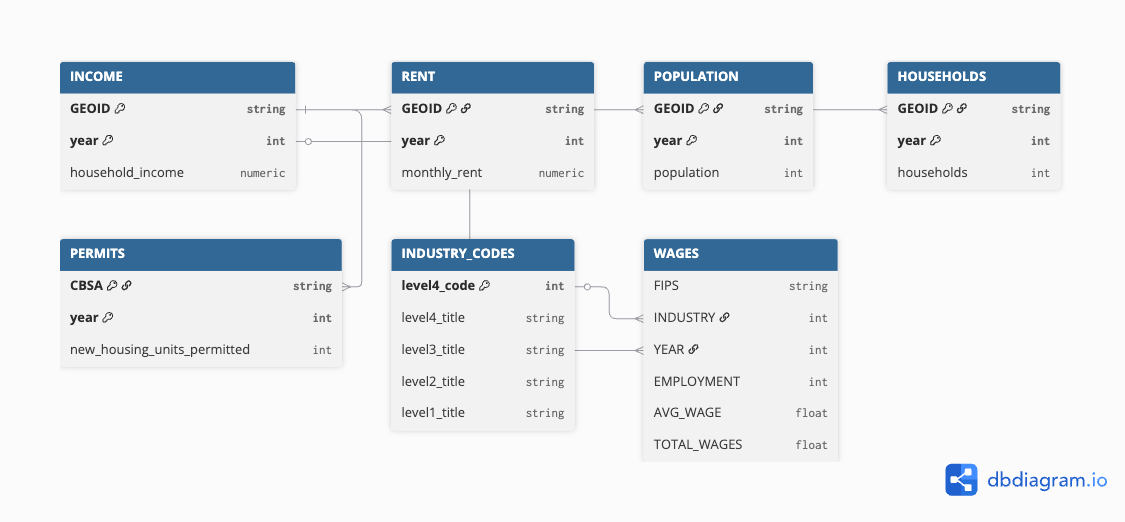 INCOME
GEOID string
year int
household_income numeric
RENT
GEOID string
year int
monthly_rent numeric
POPULATION
GEOID string
year int
population int
HOUSEHOLDS
GEOID string
year int
households int
PERMITS
CBSA string
year int
new_housing_units_permitted int
INDUSTRY_CODES
level4_code int
level4_title string
level3_title string
level2_title string
level1_title string
WAGES
FIPS string
INDUSTRY int
YEAR int
EMPLOYMENT int
AVG_WAGE float
TOTAL_WAGES float
dbdiagram.io